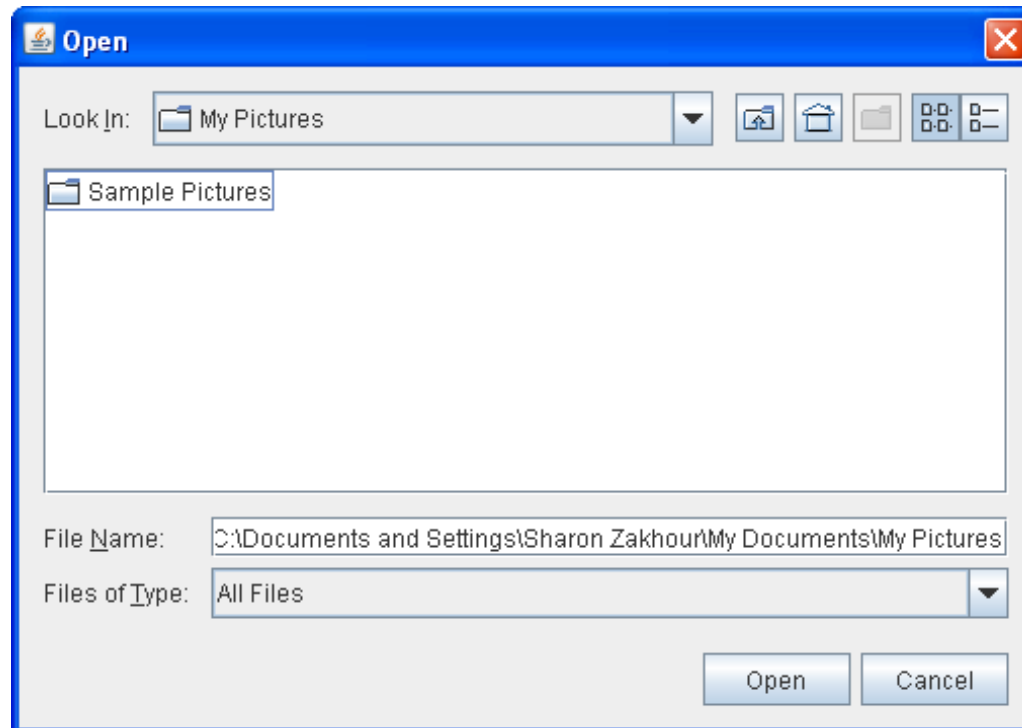 Open
Look In: My Pictures
Sample Pictures
File Name: C:\Documents and Settings\Sharon Zakhour\My Documents\My Pictures
Files of Type: All Files
Open Cancel